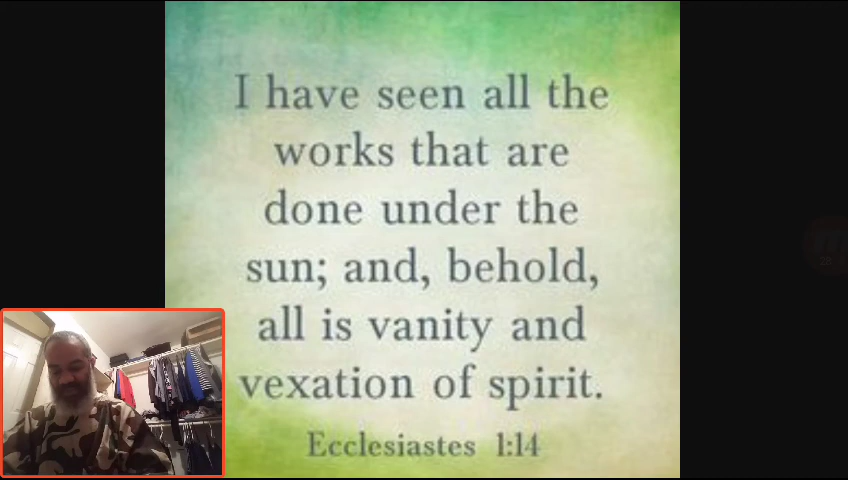 I have seen all the
works that are
done under the
sun; and, behold,
all is vanity and
vexation of spirit.
Ecclesiastes 1:14